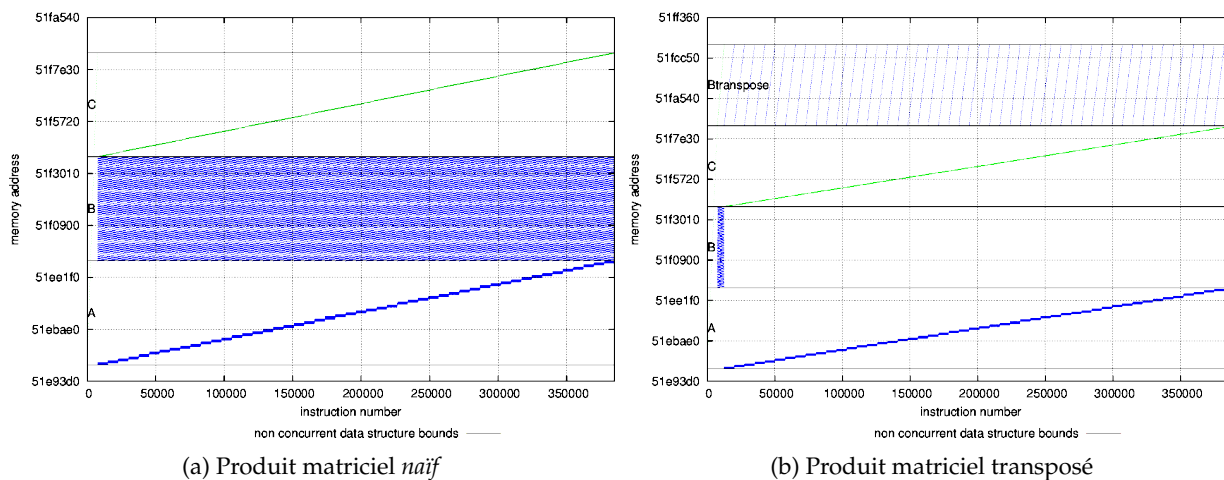 51fa540
51f7e30
51f5720
51f3010
51f0900
51ee1f0
51ebae0
51e93d0
memory address
C
B
A
0 50000 100000 150000 200000 250000 300000 350000
instruction number
non concurrent data structure bounds
(a) Produit matriciel naïf
51ff360
51fcc50
51fa540
51f7e30
51f5720
51f3010
51f0900
51ee1f0
51ebae0
51e93d0
memory address
Btranspose
C
B
A
0 50000 100000 150000 200000 250000 300000 350000
instruction number
non concurrent data structure bounds
(b) Produit matriciel transposé